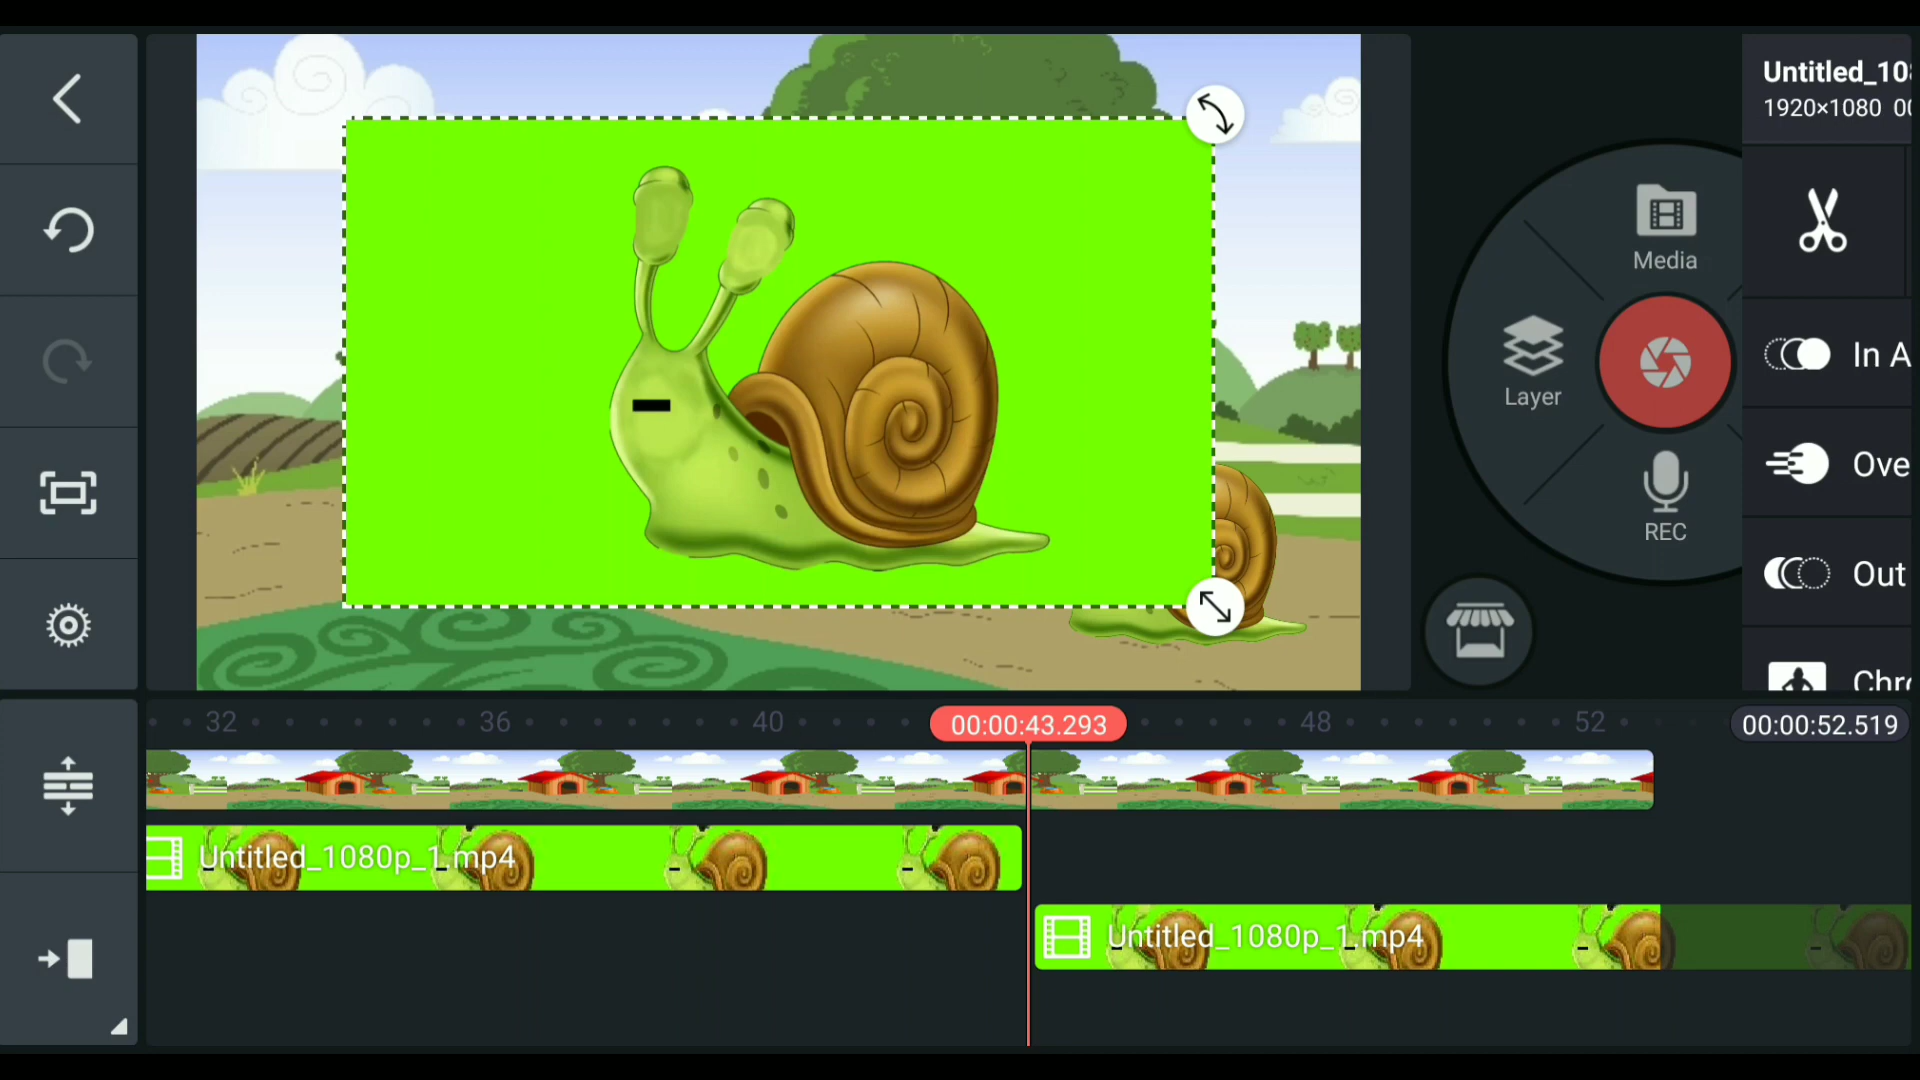 Untitled_10
1920×1080 00
Media
Layer
REC
In A
Ove
Out
Chr
32
36
40
00:00:43.293
48
52
00:00:52.519
Untitled_1080p_1.mp4
Untitled_1080p_1.mp4